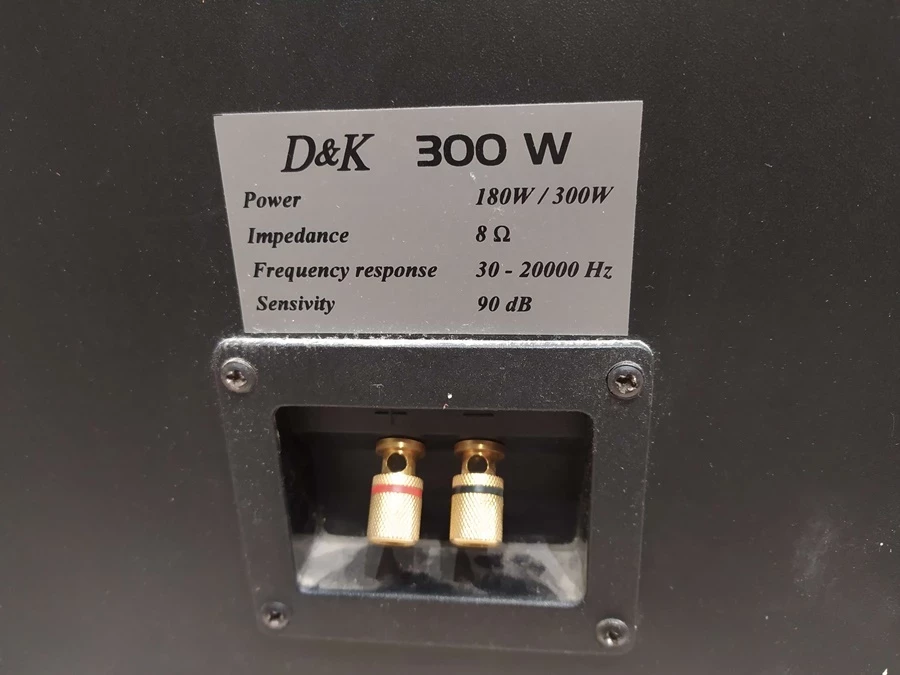 D&K 300 W
Power 180W / 300W
Impedance 8 Ω
Frequency response 30 - 20000 Hz
Sensivity 90 dB
+ −